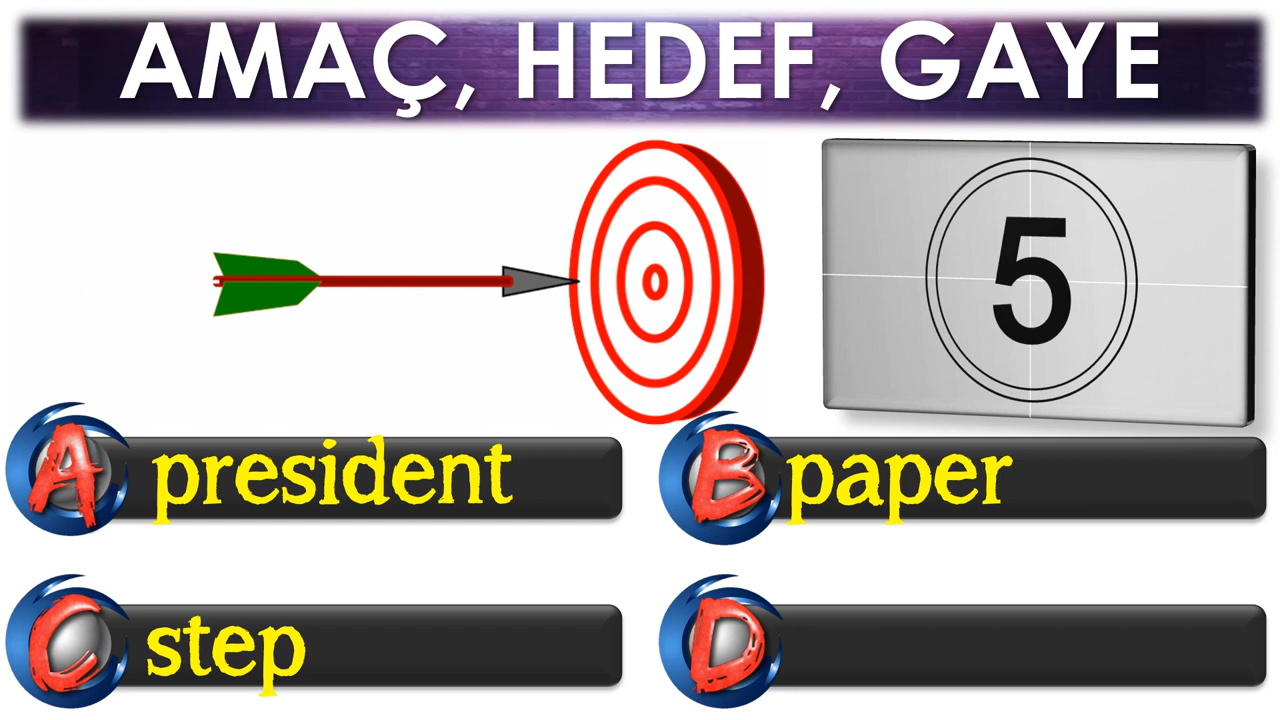 AMAÇ, HEDEF, GAYE
5
A president
B paper
C step
D